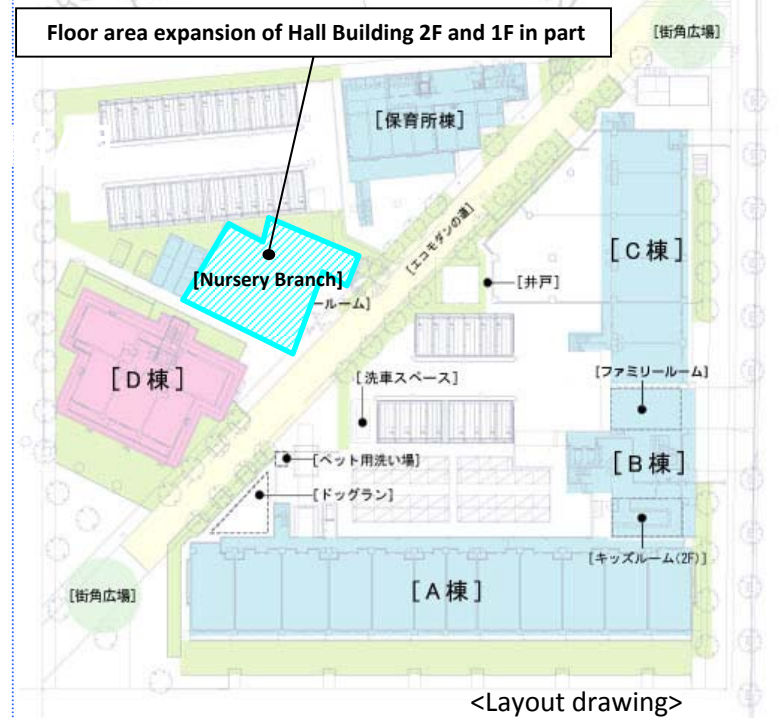 Floor area expansion of Hall Building 2F and 1F in part
[街角広場]
[保育所棟]
[エコモダンの道]
[C棟]
[Nursery Branch]
ールーム]
[井戸]
[D棟]
[洗車スペース]
[ファミリールーム]
[ペット用洗い場]
[B棟]
[ドッグラン]
[キッズルーム(2F)]
[街角広場]
[A棟]
<Layout drawing>